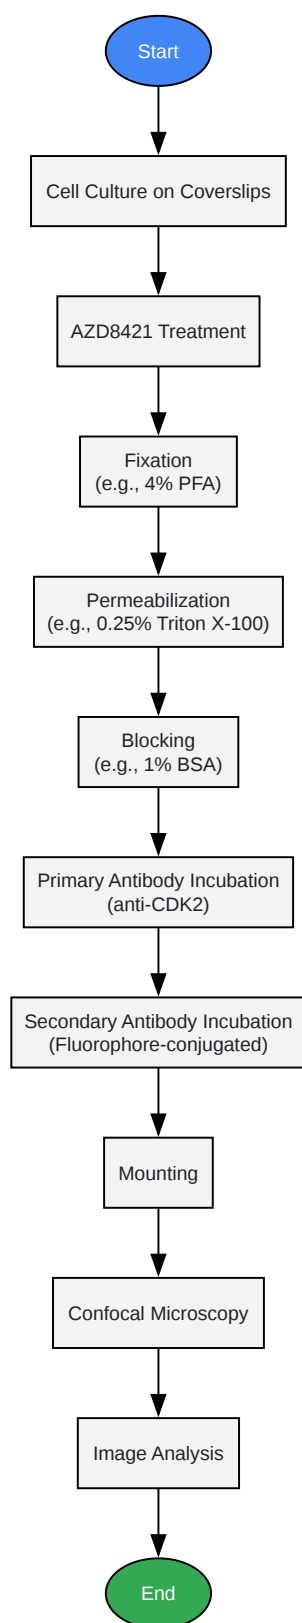 Start
Cell Culture on Coverslips
AZD8421 Treatment
Fixation
(e.g., 4% PFA)
Permeabilization
(e.g., 0.25% Triton X-100)
Blocking
(e.g., 1% BSA)
Primary Antibody Incubation
(anti-CDK2)
Secondary Antibody Incubation
(Fluorophore-conjugated)
Mounting
Confocal Microscopy
Image Analysis
End